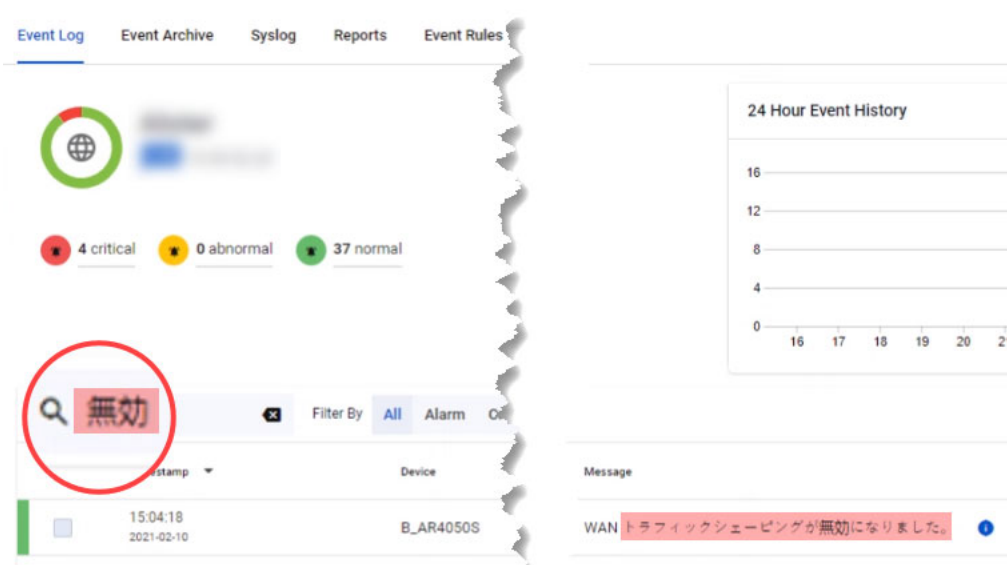 Event Log Event Archive Syslog Reports Event Rules
24 Hour Event History
16
12
8
4
0
16 17 18 19 20
4 critical 0 abnormal 37 normal
無効 Filter By All Alarm
Device Message
15:04:18
2021-02-10
B_AR4050S WAN トラフィックシェーピングが無効になりました。